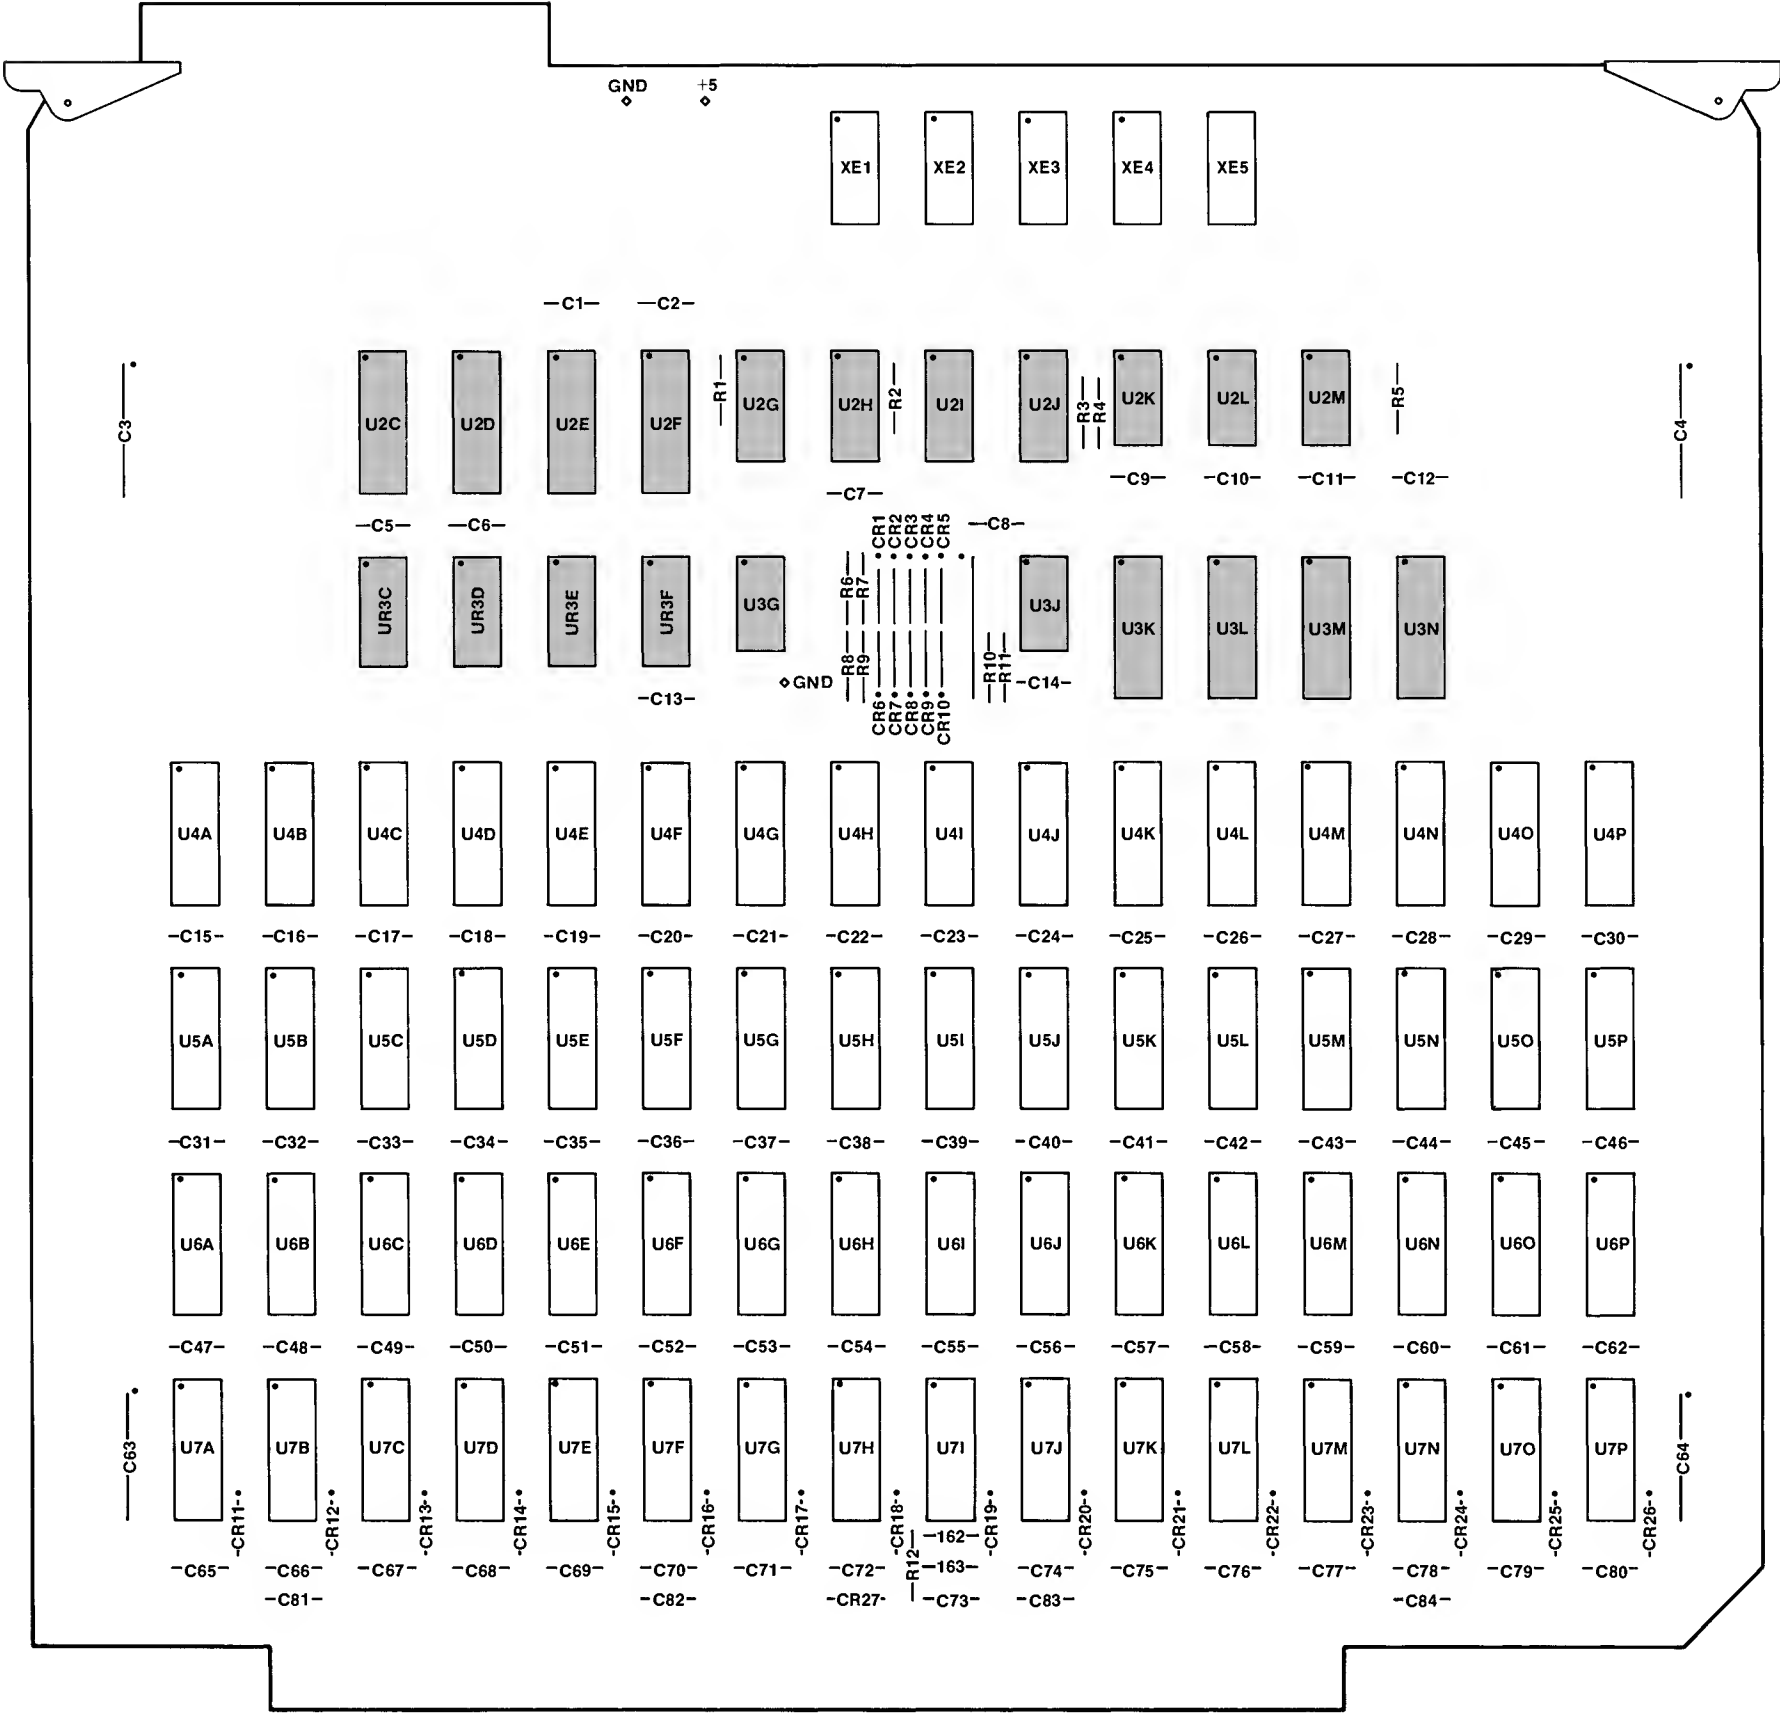 GND +5
XE1 XE2 XE3 XE4 XE5
C1 C2
C3 U2C U2D U2E U2F R1 U2G U2H R2 U2I U2J R3 R4 U2K U2L U2M R5 C4
C9 C10 C11 C12
C7
C5 C6 CR1 CR2 CR3 CR4 CR5 C8
UR3C UR3D UR3E UR3F U3G R6 R7 U3J U3K U3L U3M U3N
R8 R9 R10 R11
GND C14
C13 CR6 CR7 CR8 CR9 CR10
U4A U4B U4C U4D U4E U4F U4G U4H U4I U4J U4K U4L U4M U4N U4O U4P
C15 C16 C17 C18 C19 C20 C21 C22 C23 C24 C25 C26 C27 C28 C29 C30
U5A U5B U5C U5D U5E U5F U5G U5H U5I U5J U5K U5L U5M U5N U5O U5P
C31 C32 C33 C34 C35 C36 C37 C38 C39 C40 C41 C42 C43 C44 C45 C46
U6A U6B U6C U6D U6E U6F U6G U6H U6I U6J U6K U6L U6M U6N U6O U6P
C47 C48 C49 C50 C51 C52 C53 C54 C55 C56 C57 C58 C59 C60 C61 C62
C63 U7A U7B U7C U7D U7E U7F U7G U7H U7I U7J U7K U7L U7M U7N U7O U7P C64
CR11 CR12 CR13 CR14 CR15 CR16 CR17 CR18 CR19 CR20 CR21 CR22 CR23 CR24 CR25 CR26
162
C65 C66 C67 C68 C69 C70 C71 C72 R12 163 C74 C75 C76 C77 C78 C79 C80
C81 C82 CR27 C73 C83 C84